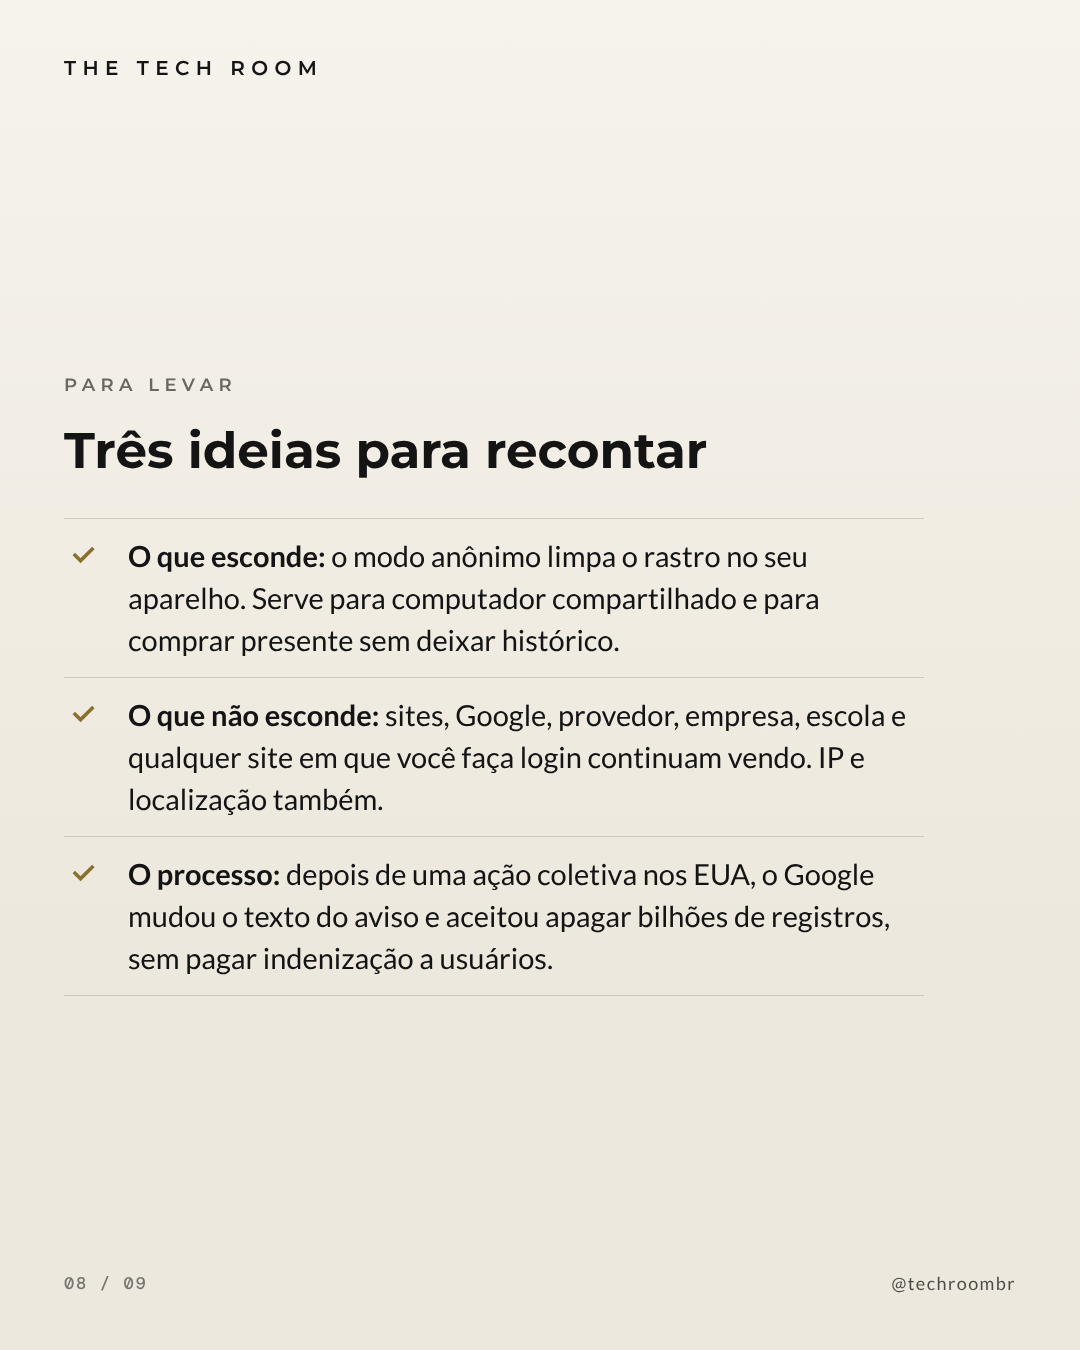 THE TECH ROOM
PARA LEVAR
Três ideias para recontar
O que esconde: o modo anônimo limpa o rastro no seu
aparelho. Serve para computador compartilhado e para
comprar presente sem deixar histórico.
O que não esconde: sites, Google, provedor, empresa, escola e
qualquer site em que você faça login continuam vendo. IP e
localização também.
O processo: depois de uma ação coletiva nos EUA, o Google
mudou o texto do aviso e aceitou apagar bilhões de registros,
sem pagar indenização a usuários.
08 / 09
@techroombr